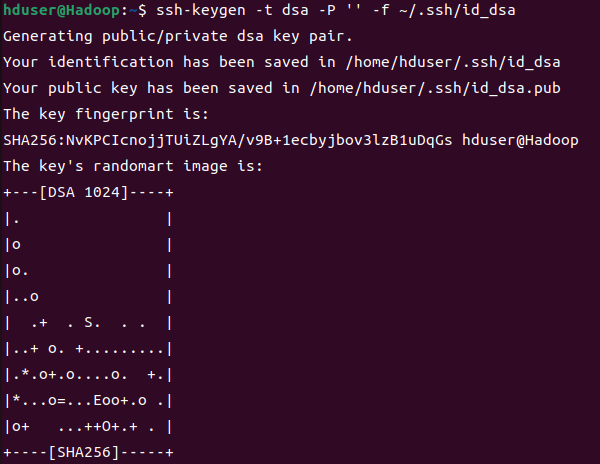 hduser@Hadoop:~$ ssh-keygen -t dsa -P '' -f ~/.ssh/id_dsa
Generating public/private dsa key pair.
Your identification has been saved in /home/hduser/.ssh/id_dsa
Your public key has been saved in /home/hduser/.ssh/id_dsa.pub
The key fingerprint is:
SHA256:NvKPCIcnojjTUiZLgYA/v9B+1ecbyjbov3lzB1uDqGs hduser@Hadoop
The key's randomart image is:
+---[DSA 1024]----+
|.                |
|o                |
|o.               |
|..o              |
|  .+  . S.  . .  |
|..+ o. +.........|
|.*.o+.o....o.  +.|
|*...o=...Eoo+.o .|
|o+   ...++O+.+ . |
+----[SHA256]-----+